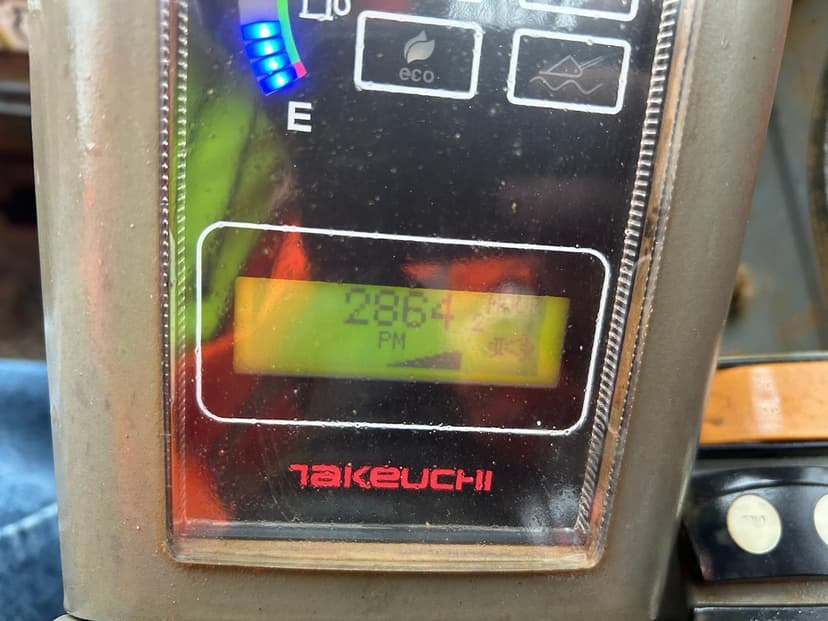 eco
E
2864
PM
TAKEUCHI